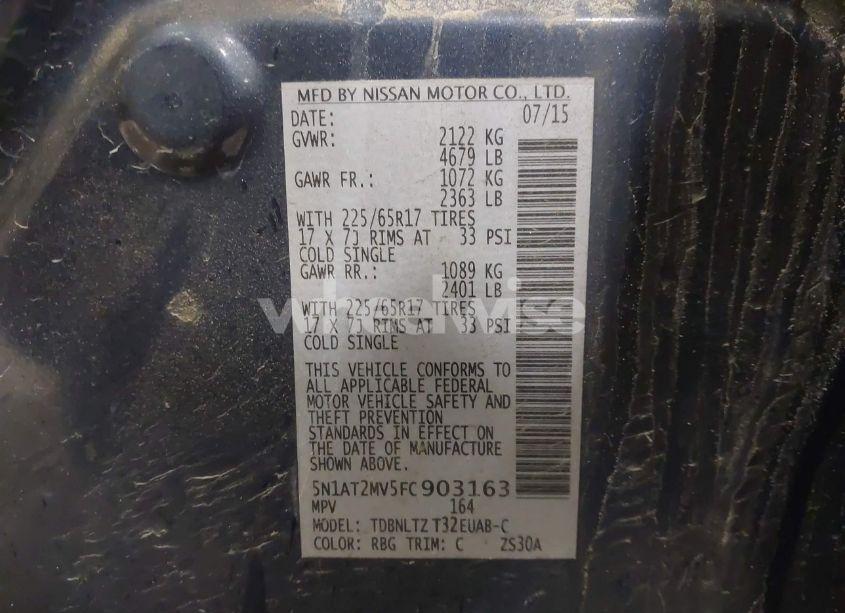 MFD BY NISSAN MOTOR CO., LTD.
DATE: 07/15
GVWR: 2122 KG
4679 LB
GAWR FR.: 1072 KG
2363 LB
WITH 225/65R17 TIRES
17 X 7J RIMS AT 33 PSI
COLD SINGLE
GAWR RR.: 1089 KG
2401 LB
WITH 225/65R17 TIRES
17 X 7J RIMS AT 33 PSI
COLD SINGLE
THIS VEHICLE CONFORMS TO
ALL APPLICABLE FEDERAL
MOTOR VEHICLE SAFETY AND
THEFT PREVENTION
STANDARDS IN EFFECT ON
THE DATE OF MANUFACTURE
SHOWN ABOVE.
5N1AT2MV5FC903163
MPV 164
MODEL: TDBNLTZ T32EUAB-C
COLOR: RBG TRIM: C ZS30A